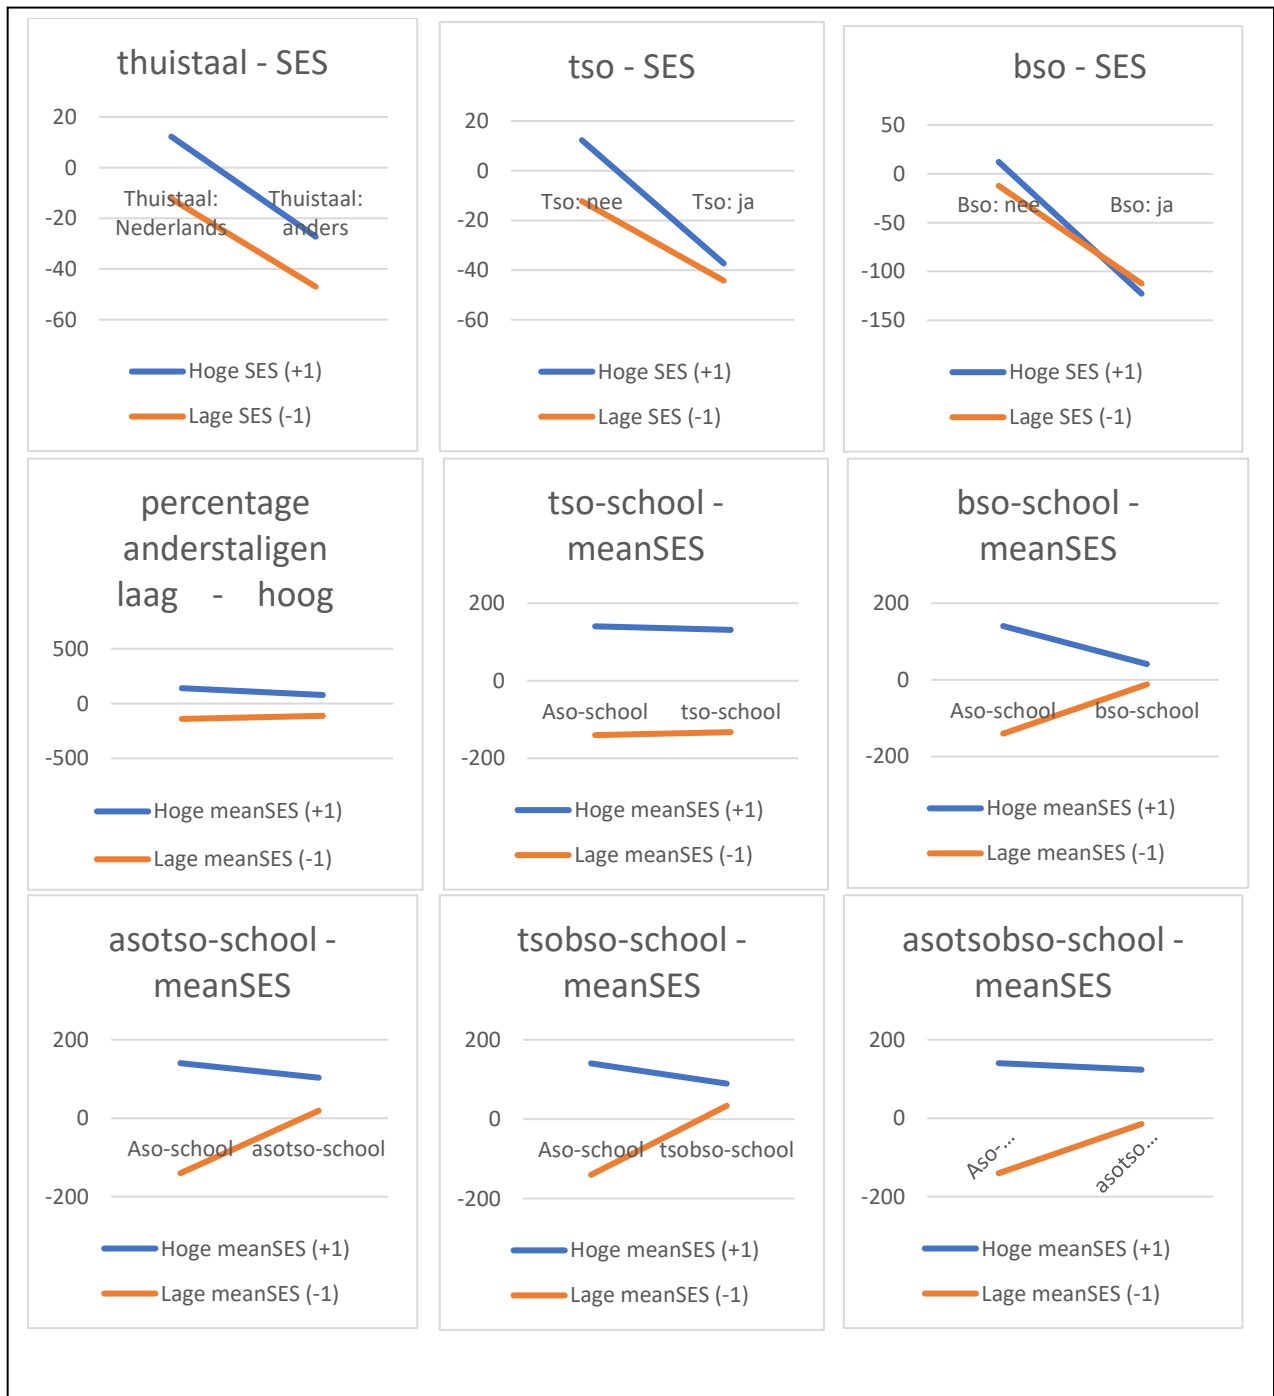 thuistaal - SES
20
0
-20
-40
-60
Thuistaal: Thuistaal:
Nederlands anders
Hoge SES (+1)
Lage SES (-1)
tso - SES
20
0
-20
-40
-60
Tso: nee Tso: ja
Hoge SES (+1)
Lage SES (-1)
bso - SES
50
0
-50
-100
-150
Bso: nee Bso: ja
Hoge SES (+1)
Lage SES (-1)
percentage
anderstaligen
laag - hoog
500
0
-500
Hoge meanSES (+1)
Lage meanSES (-1)
tso-school -
meanSES
200
0
-200
Aso-school tso-school
Hoge meanSES (+1)
Lage meanSES (-1)
bso-school -
meanSES
200
0
-200
Aso-school bso-school
Hoge meanSES (+1)
Lage meanSES (-1)
asotso-school -
meanSES
200
0
-200
Aso-school asotso-school
Hoge meanSES (+1)
Lage meanSES (-1)
tsobso-school -
meanSES
200
0
-200
Aso-school tsobso-school
Hoge meanSES (+1)
Lage meanSES (-1)
asotsobso-school -
meanSES
200
0
-200
Aso-...
asotso...
Hoge meanSES (+1)
Lage meanSES (-1)